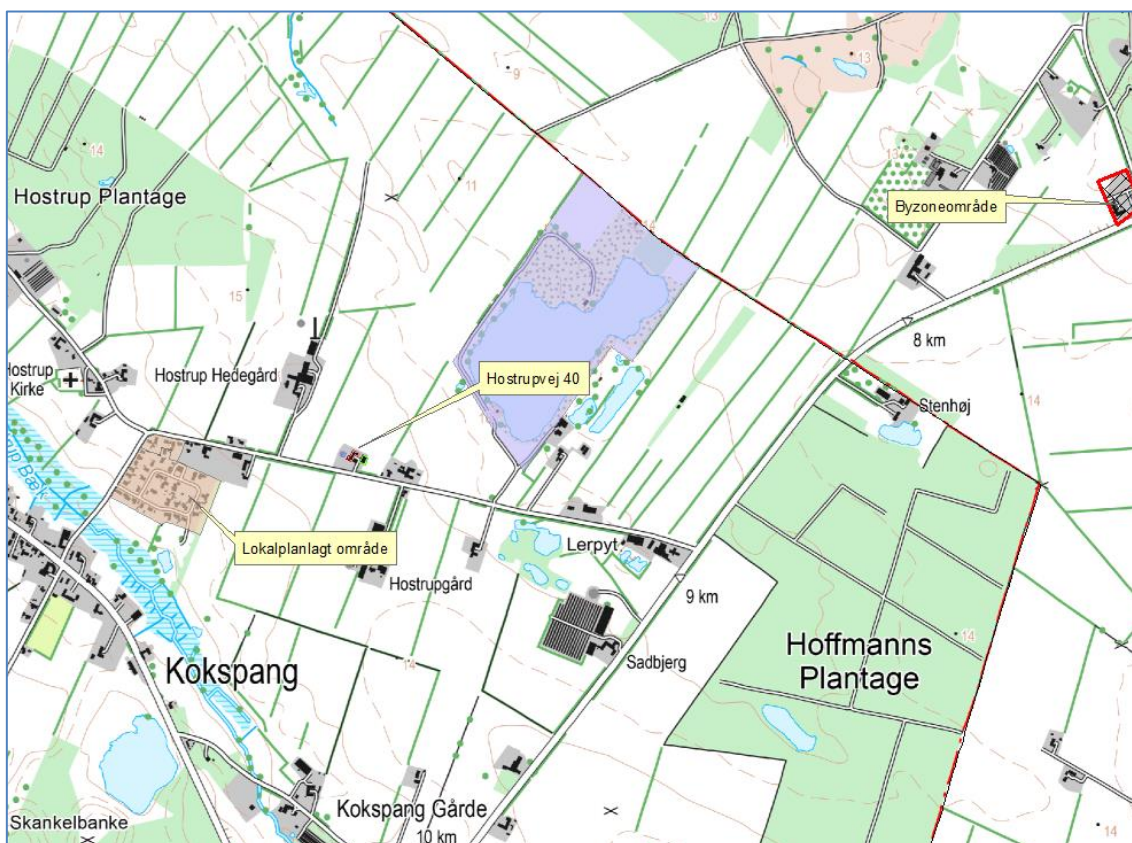 13
13
9
14
Hostrup Plantage
11
14
13
Byzoneområde
15
8 km
Hostrup
Kirke
Hostrup Hedegård
Hostrupvej 40
14
Stenhøj
13
Lokalplanlagt område
Lerpyt
Hostrupgård
9 km
14
Hoffmanns
Plantage
Sadbjerg
14
Kokspang
Kokspang Gårde
10 km
Skankelbanke
14